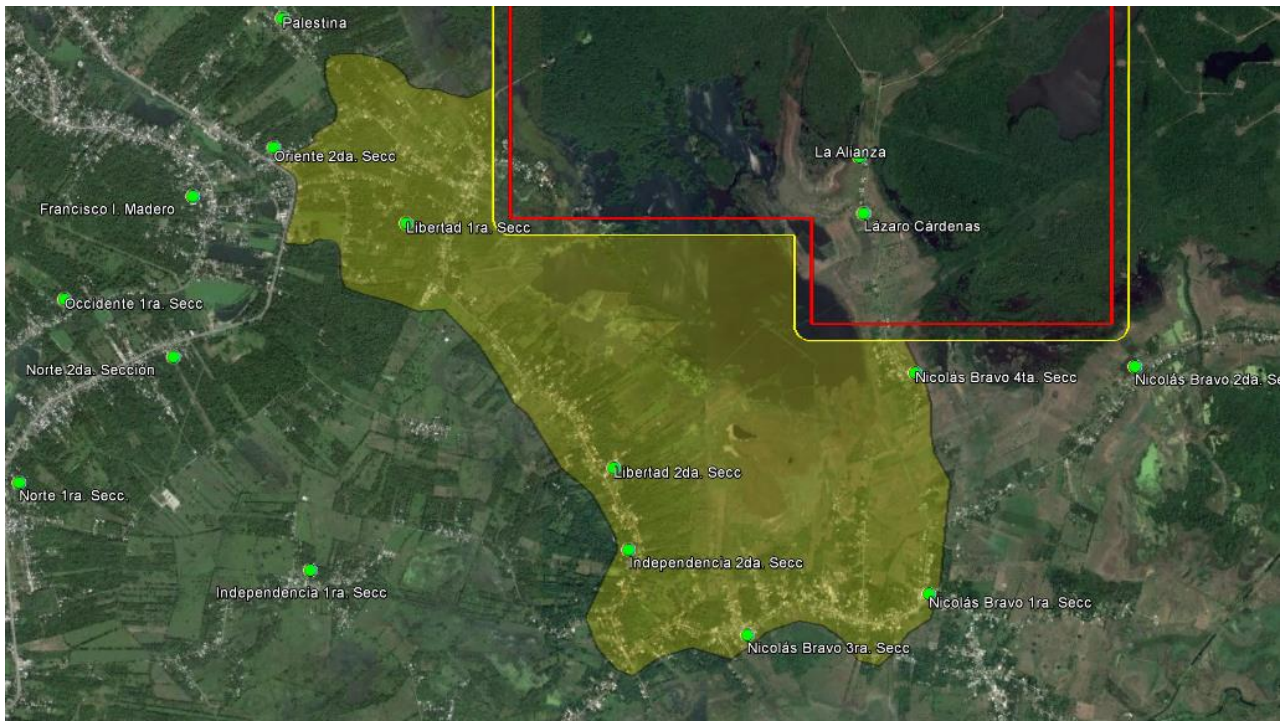 Palestina
Oriente 2da. Secc
La Alianza
Francisco I. Madero
Libertad 1ra. Secc
Lázaro Cárdenas
Occidente 1ra. Secc
Norte 2da. Sección
Nicolás Bravo 4ta. Secc
Nicolás Bravo 2da. Se
Libertad 2da. Secc
Norte 1ra. Secc.
Independencia 2da. Secc
Independencia 1ra. Secc
Nicolás Bravo 1ra. Secc
Nicolás Bravo 3ra. Secc